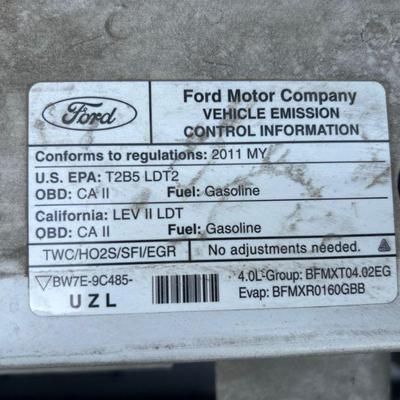 Ford
Ford Motor Company
VEHICLE EMISSION
CONTROL INFORMATION
Conforms to regulations: 2011 MY
U.S. EPA: T2B5 LDT2
OBD: CA II Fuel: Gasoline
California: LEV II LDT
OBD: CA II Fuel: Gasoline
TWC/HO2S/SFI/EGR No adjustments needed.
BW7E-9C485-
UZL
4.0L-Group: BFMXT04.02EG
Evap: BFMXR0160GBB